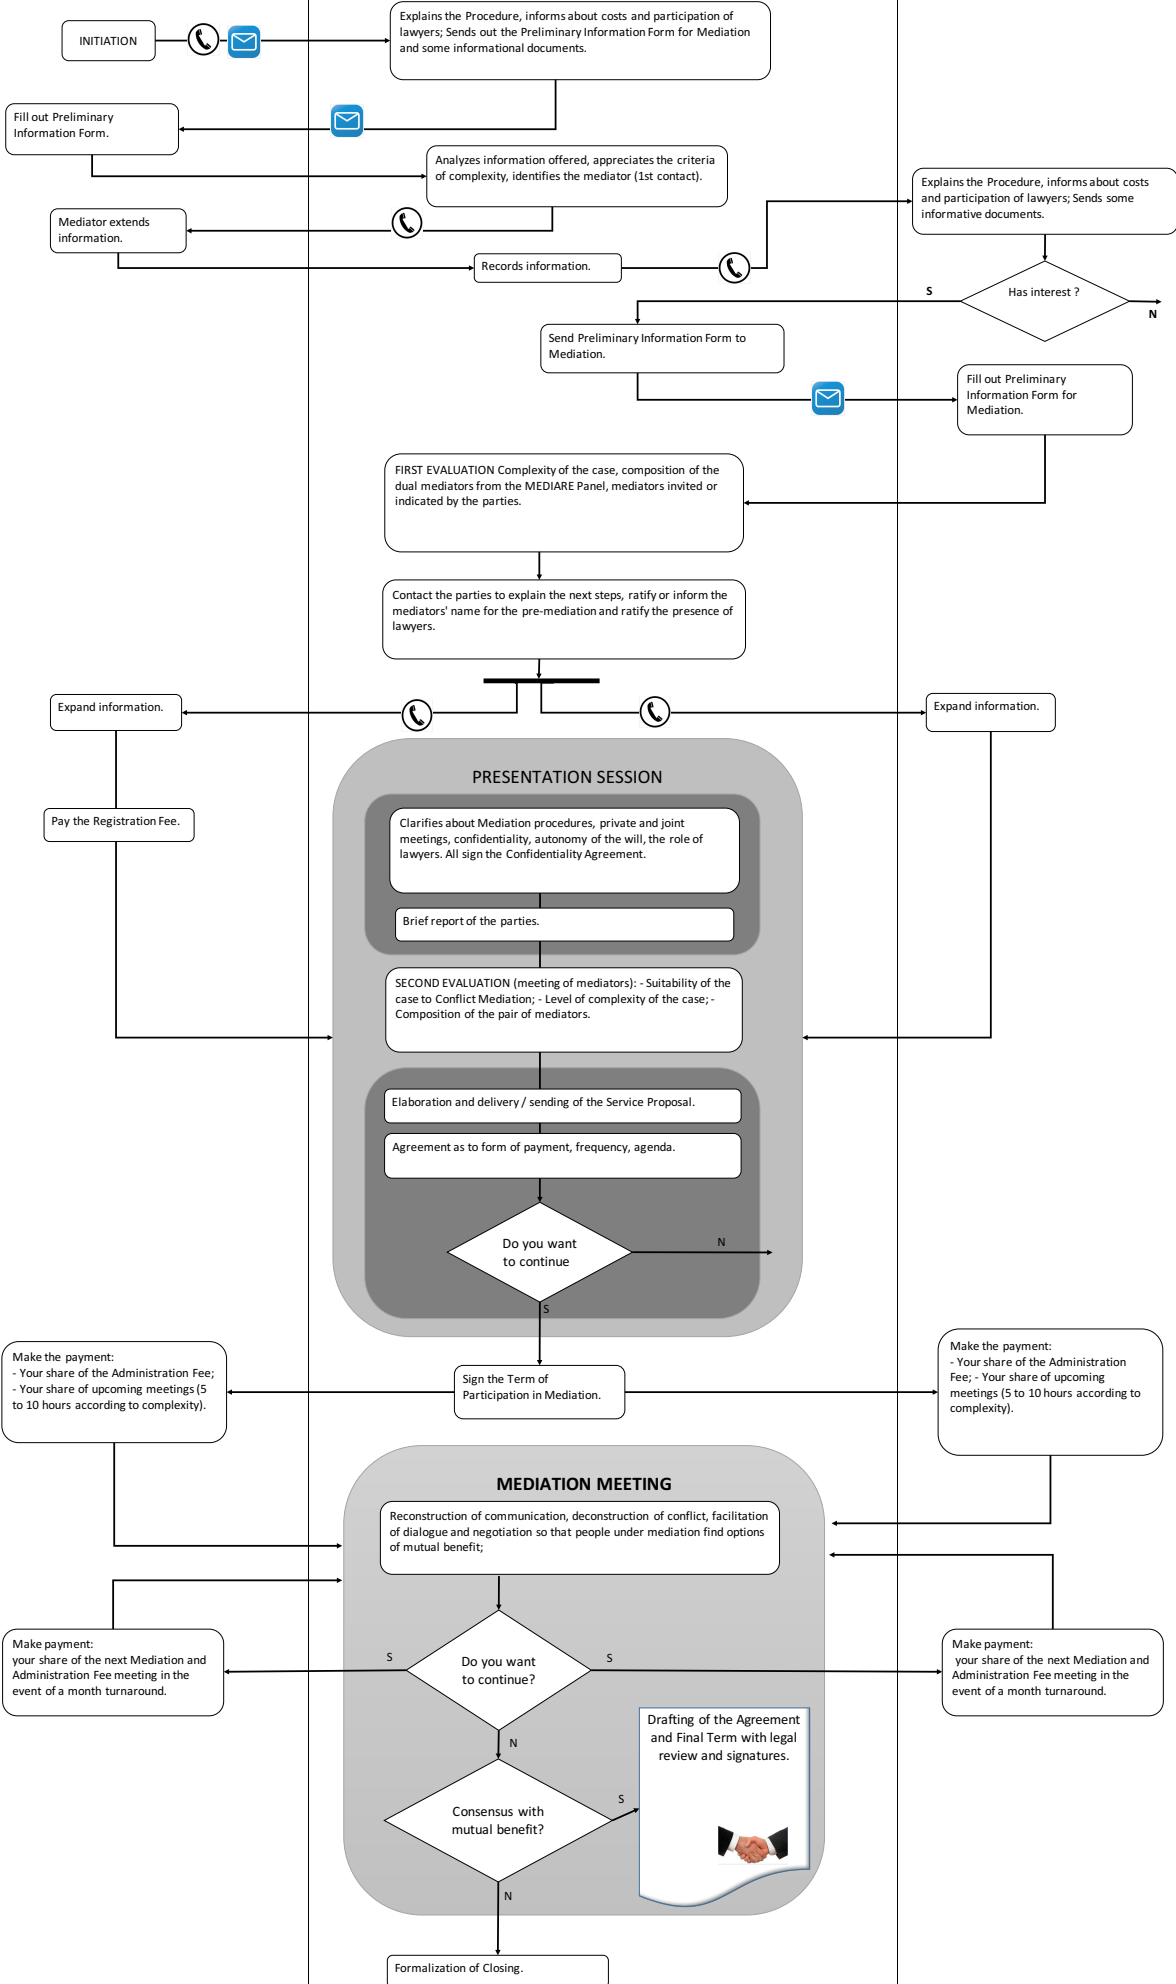 INITIATION
Explains the Procedure, informs about costs and participation of
lawyers; Sends out the Preliminary Information Form for Mediation
and some informational documents.
Fill out Preliminary
Information Form.
Analyzes information offered, appreciates the criteria
of complexity, identifies the mediator (1st contact).
Explains the Procedure, informs about costs
and participation of lawyers; Sends some
informative documents.
Mediator extends
information.
Records information.
Has interest ?
S
N
Send Preliminary Information Form to
Mediation.
Fill out Preliminary
Information Form for
Mediation.
FIRST EVALUATION Complexity of the case, composition of the
dual mediators from the MEDIARE Panel, mediators invited or
indicated by the parties.
Contact the parties to explain the next steps, ratify or inform the
mediators' name for the pre-mediation and ratify the presence of
lawyers.
Expand information.
Expand information.
PRESENTATION SESSION
Pay the Registration Fee.
Clarifies about Mediation procedures, private and joint
meetings, confidentiality, autonomy of the will, the role of
lawyers. All sign the Confidentiality Agreement.
Brief report of the parties.
SECOND EVALUATION (meeting of mediators): - Suitability of the
case to Conflict Mediation; - Level of complexity of the case; -
Composition of the pair of mediators.
Elaboration and delivery / sending of the Service Proposal.
Agreement as to form of payment, frequency, agenda.
Do you want
to continue
N
S
Make the payment:
- Your share of the Administration Fee;
- Your share of upcoming meetings (5
to 10 hours according to complexity).
Sign the Term of
Participation in Mediation.
Make the payment:
- Your share of the Administration
Fee; - Your share of upcoming
meetings (5 to 10 hours according to
complexity).
MEDIATION MEETING
Reconstruction of communication, deconstruction of conflict, facilitation
of dialogue and negotiation so that people under mediation find options
of mutual benefit;
Make payment:
your share of the next Mediation and
Administration Fee meeting in the
event of a month turnaround.
S
Do you want
to continue?
S
Make payment:
your share of the next Mediation and
Administration Fee meeting in the
event of a month turnaround.
N
Drafting of the Agreement
and Final Term with legal
review and signatures.
Consensus with
mutual benefit?
S
N
Formalization of Closing.